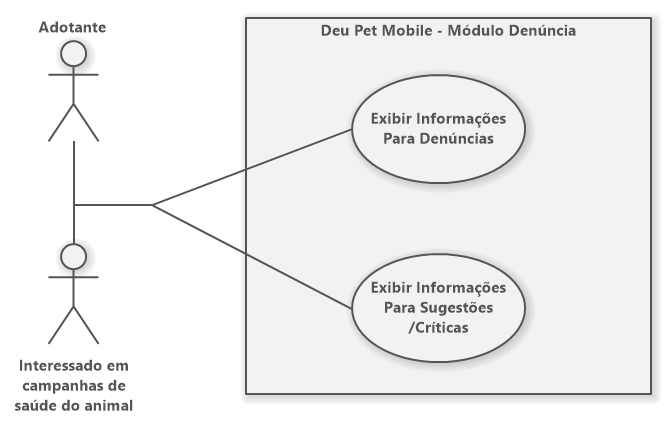 Adotante
Deu Pet Mobile - Módulo Denúncia
Exibir Informações
Para Denúncias
Exibir Informações
Para Sugestões
/Críticas
Interessado em
campanhas de
saúde do animal